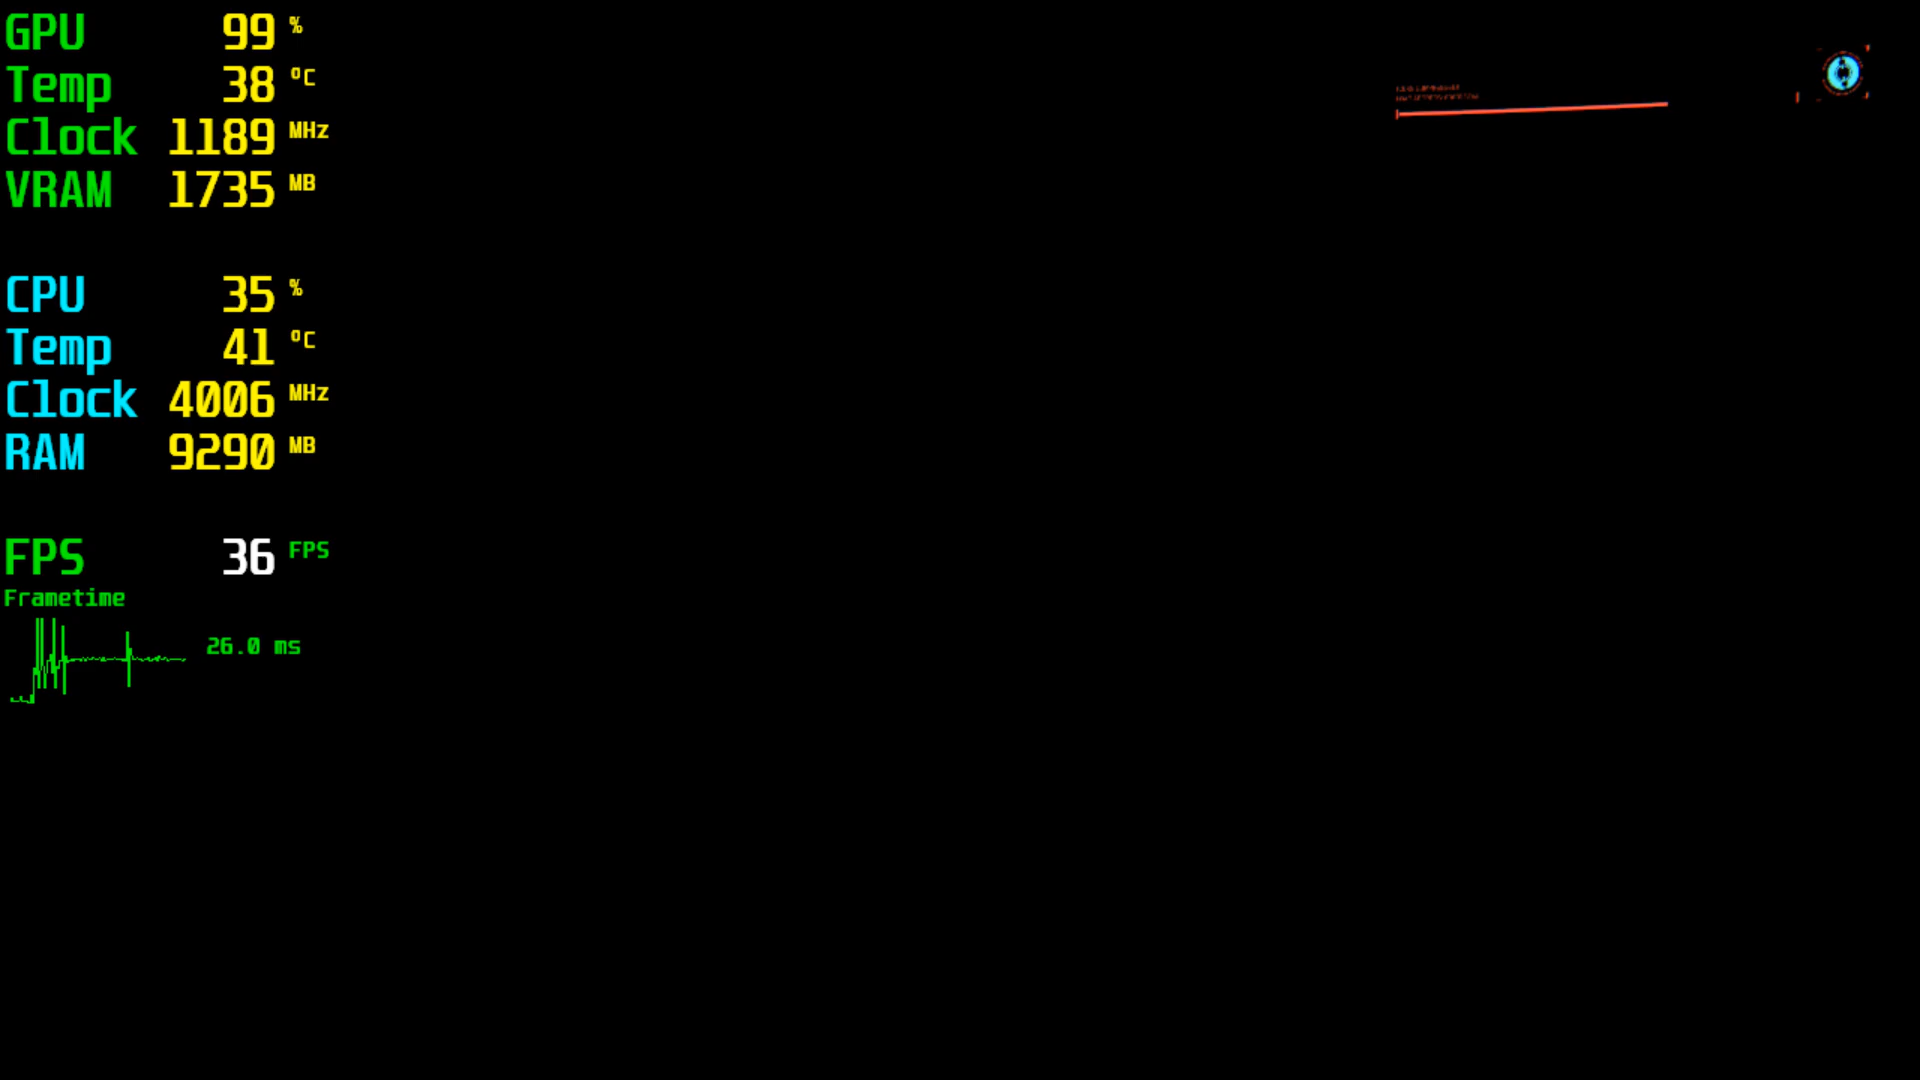 GPU 99 %
Temp 38 °C
Clock 1189 MHz
VRAM 1735 MB
CPU 35 %
Temp 41 °C
Clock 4006 MHz
RAM 9290 MB
FPS 36 FPS
Frametime
26.0 ms